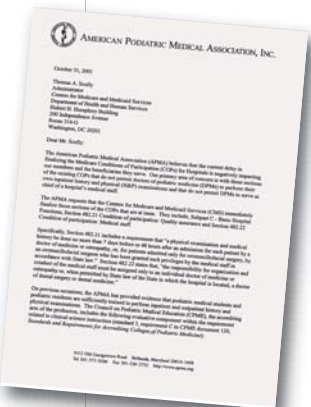 AMERICAN PODIATRIC MEDICAL ASSOCIATION, INC.
October 31, 2001
Thomas A. Scully
Administrator
Centers for Medicare and Medicaid Services
Department of Health and Human Services
Hubert H. Humphrey Building
200 Independence Avenue
Room 314-G
Washington, DC 20201
Dear Mr. Scully:
The American Podiatric Medical Association (APMA) believes that the current delay in
finalizing the Medicare Conditions of Participation (COPs) for Hospitals is negatively impacting
our members and the beneficiaries they serve. Our primary area of concern is with those sections
of the existing COPs that do not permit doctors of podiatric medicine (DPMs) to perform their
own inpatient history and physical (H&P) examinations and that do not permit DPMs to serve as
chief of a hospital's medical staff.
The APMA requests that the Centers for Medicare and Medicaid Services (CMS) immediately
finalize those sections of the COPs that are at issue. They include, Subpart C - Basic Hospital
Functions, Section 482.21 Condition of participation: Quality assurance and Section 482.22
Condition of participation: Medical staff.
Specifically, Section 482.22 includes a requirement that "a physical examination and medical
history be done no more than 7 days before or 48 hours after an admission for each patient by a
doctor of medicine or osteopathy, or, for patients admitted only for oromaxillofacial surgery, by
an oromaxillofacial surgeon who has been granted such privileges by the medical staff in
accordance with State law." Section 482.22 states that, "the responsibility for organization and
conduct of the medical staff must be assigned only to an individual doctor of medicine or
osteopathy or, when permitted by State law of the State in which the hospital is located, a doctor
of dental surgery or dental medicine."
On previous occasions, the APMA has provided evidence that podiatric medical students and
podiatric residents are sufficiently trained to perform inpatient and outpatient history and
physical examinations. The Council on Podiatric Medical Education (CPME), the accrediting
arm of the profession, includes the following evaluative component within the requirement
related to clinical science instruction (standard 5, requirement C in CPME document 120,
Standards and Requirements for Accrediting Colleges of Podiatric Medicine):
9312 Old Georgetown Road Bethesda, Maryland 20814-1698
Tel 301-571-9200 Fax 301-530-2752 http://www.apma.org